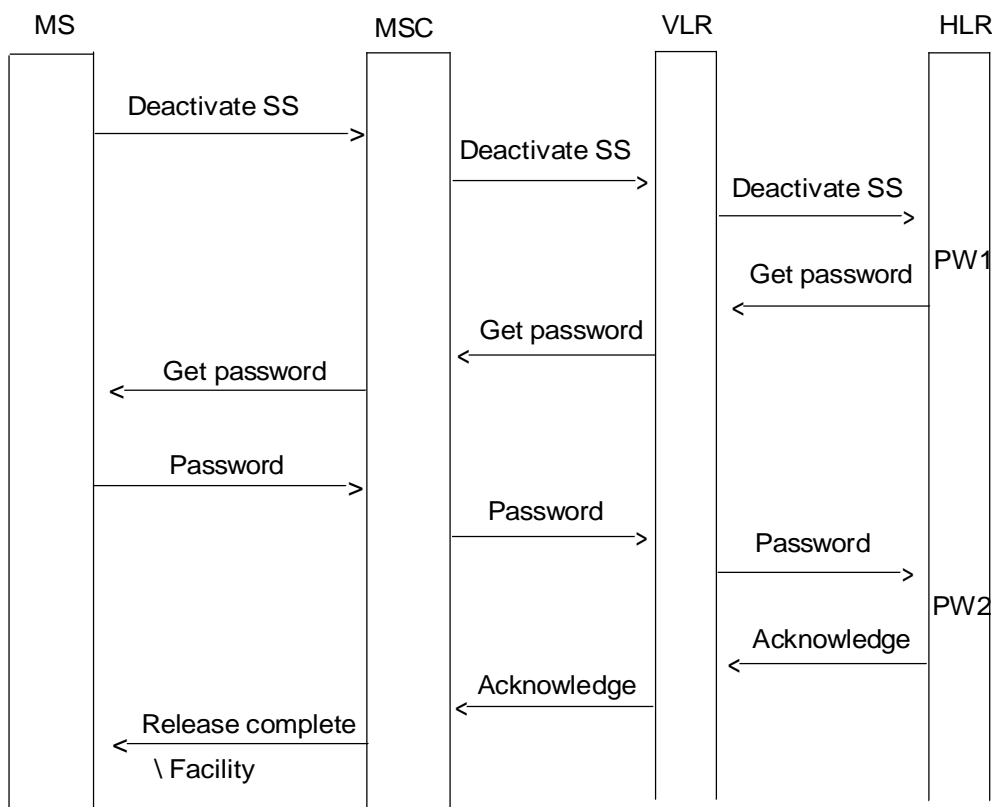 MS
MSC
VLR
HLR
Deactivate SS
Deactivate SS
Deactivate SS
PW1
Get password
Get password
Get password
Password
Password
Password
PW2
Acknowledge
Acknowledge
Release complete
\ Facility